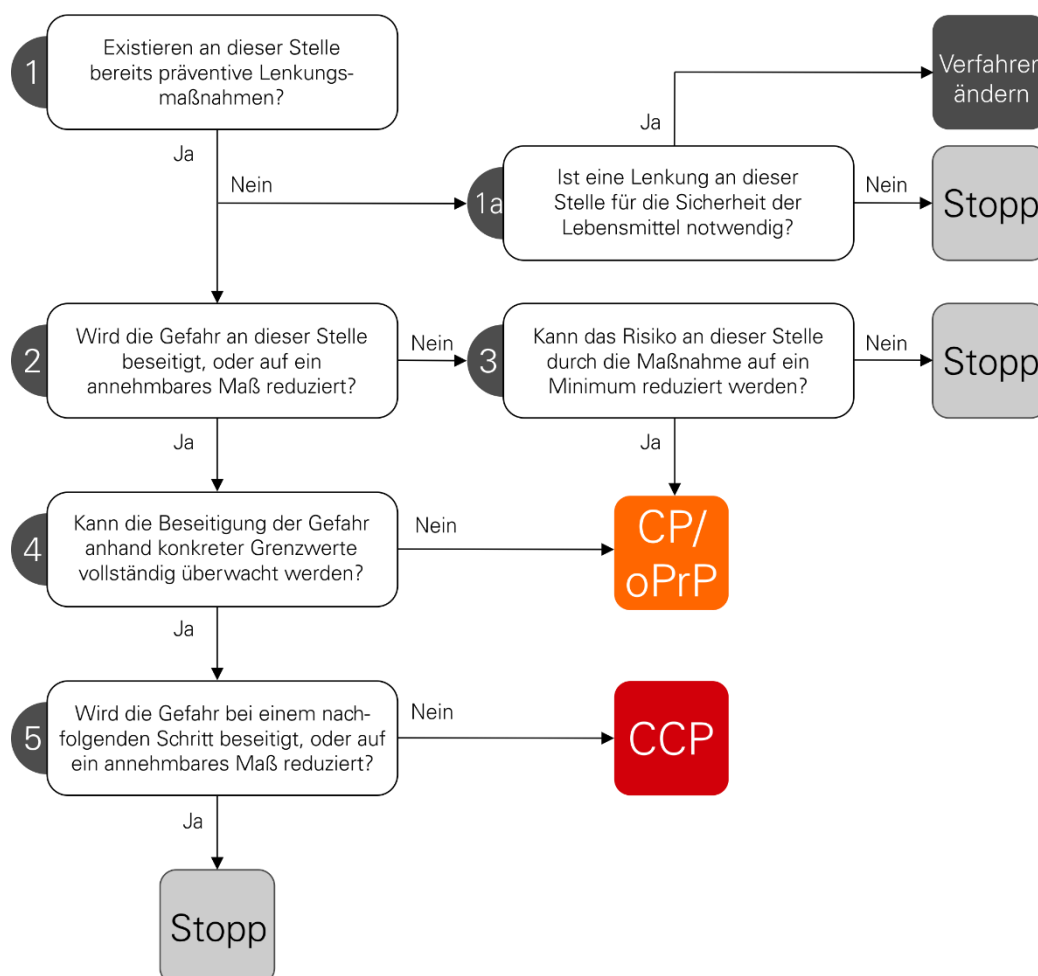 1
Existieren an dieser Stelle
bereits präventive Lenkungs-
maßnahmen?
Ja
Nein
1a
Ist eine Lenkung an dieser
Stelle für die Sicherheit der
Lebensmittel notwendig?
Ja
Verfahren
ändern
Nein
Stopp
2
Wird die Gefahr an dieser Stelle
beseitigt, oder auf ein
annehmbares Maß reduziert?
Nein
3
Kann das Risiko an dieser Stelle
durch die Maßnahme auf ein
Minimum reduziert werden?
Nein
Stopp
Ja
Ja
4
Kann die Beseitigung der Gefahr
anhand konkreter Grenzwerte
vollständig überwacht werden?
Nein
CP/
oPrP
Ja
5
Wird die Gefahr bei einem nach-
folgenden Schritt beseitigt, oder auf
ein annehmbares Maß reduziert?
Nein
CCP
Ja
Stopp